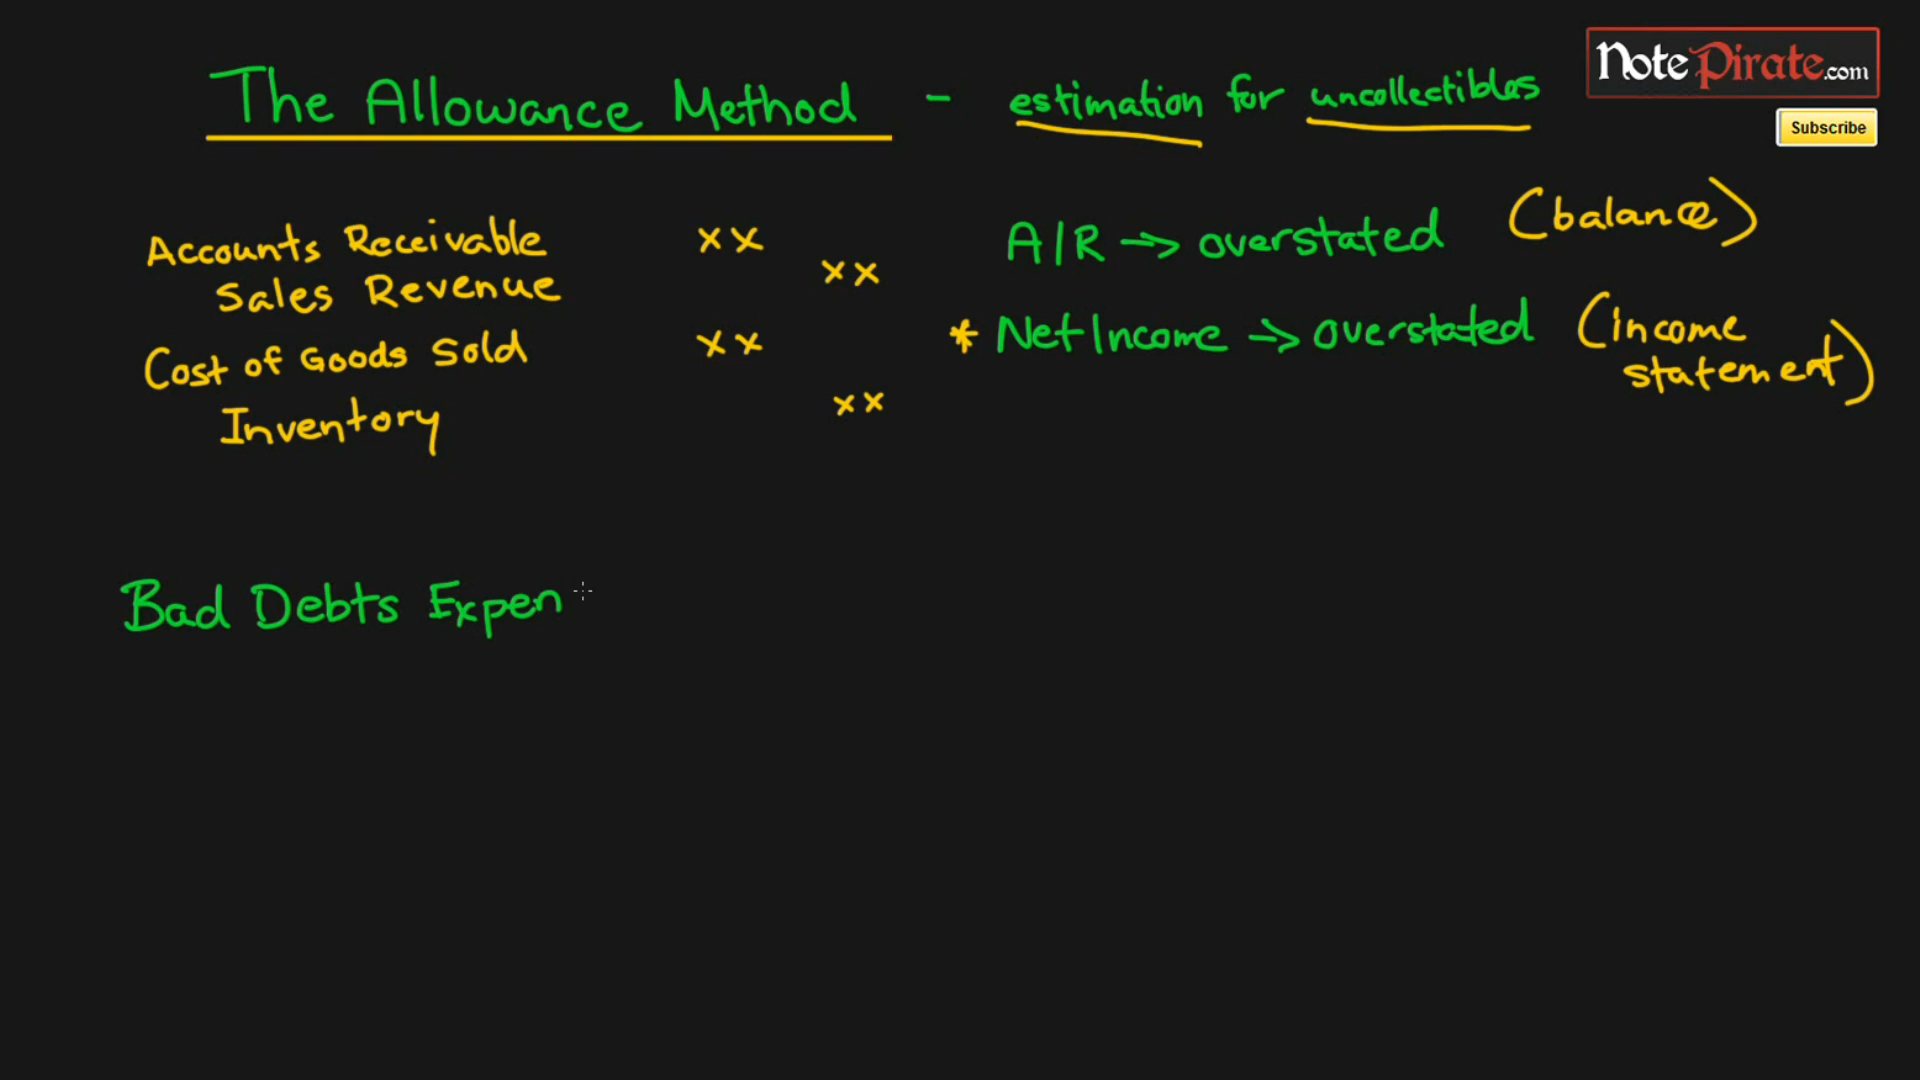 The Allowance Method - estimation for uncollectibles
NotePirate.com
Subscribe
Accounts Receivable xx
Sales Revenue xx
Cost of Goods Sold xx
Inventory xx
A/R → overstated (balance)
* Net Income → overstated (income
statement)
Bad Debts Expen